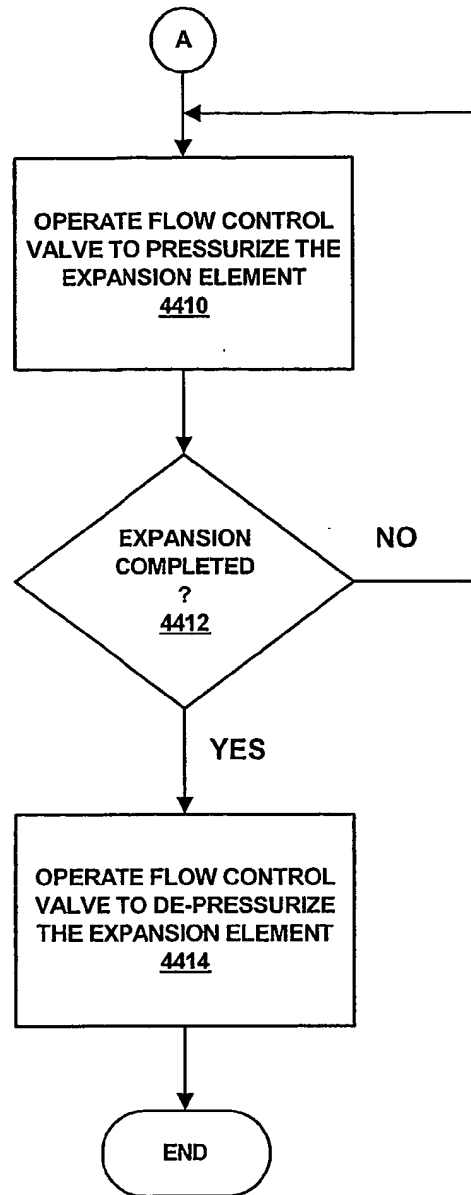 A
OPERATE FLOW CONTROL
VALVE TO PRESSURIZE THE
EXPANSION ELEMENT
4410
EXPANSION
COMPLETED
?
4412
NO
YES
OPERATE FLOW CONTROL
VALVE TO DE-PRESSURIZE
THE EXPANSION ELEMENT
4414
END